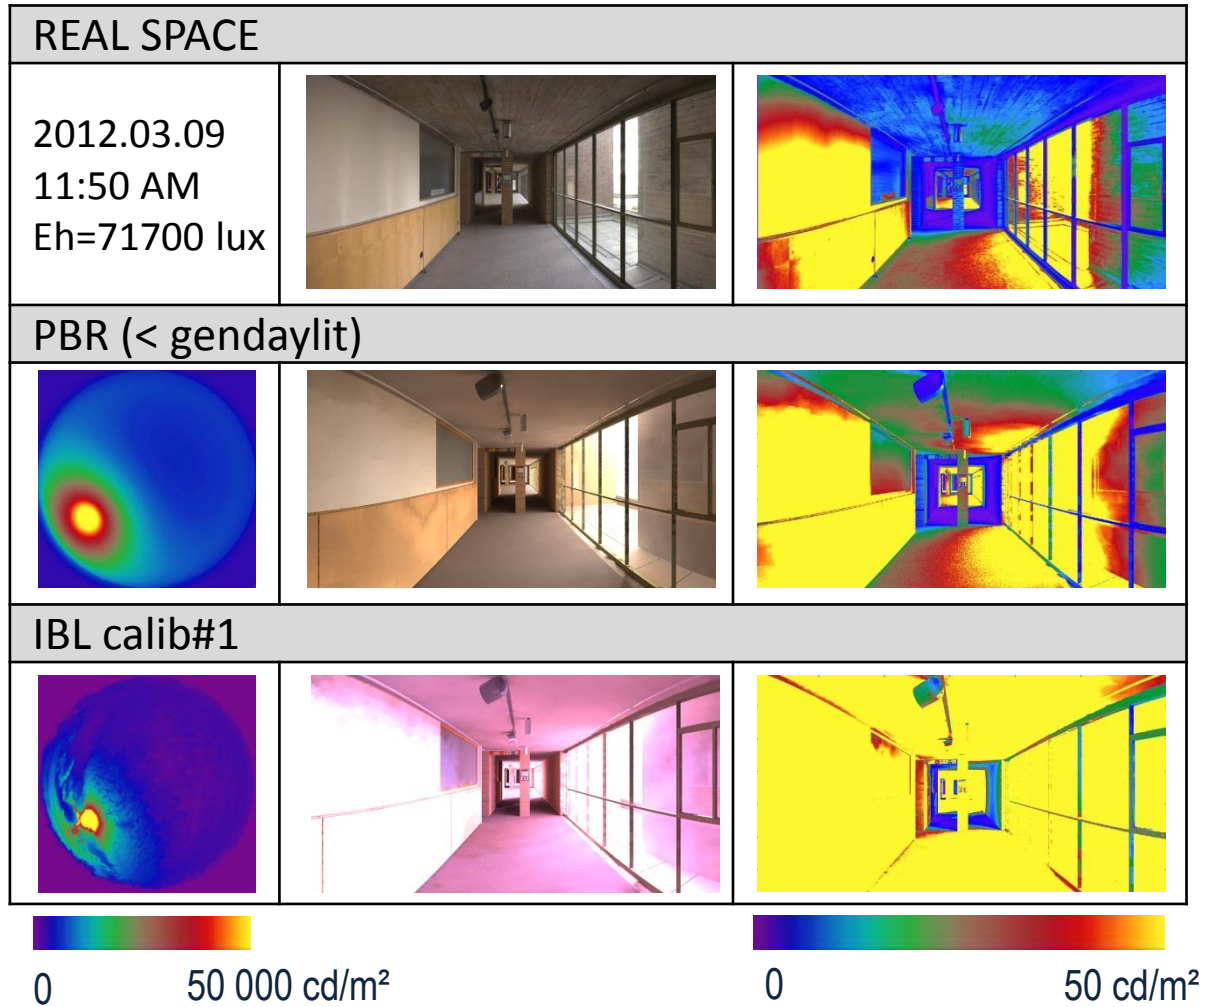 REAL SPACE
2012.03.09
11:50 AM
Eh=71700 lux
PBR (< gendaylit)
IBL calib#1
0 50 000 cd/m²
0 50 cd/m²